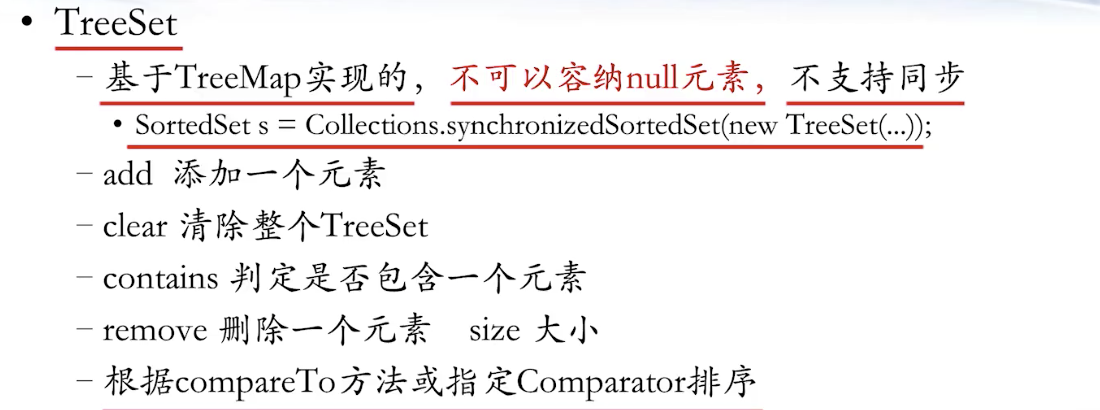 • TreeSet
– 基于TreeMap实现的，不可以容纳null元素，不支持同步
• SortedSet s = Collections.synchronizedSortedSet(new TreeSet(...));
– add 添加一个元素
– clear 清除整个TreeSet
– contains 判定是否包含一个元素
– remove 删除一个元素 size 大小
– 根据compareTo方法或指定Comparator排序